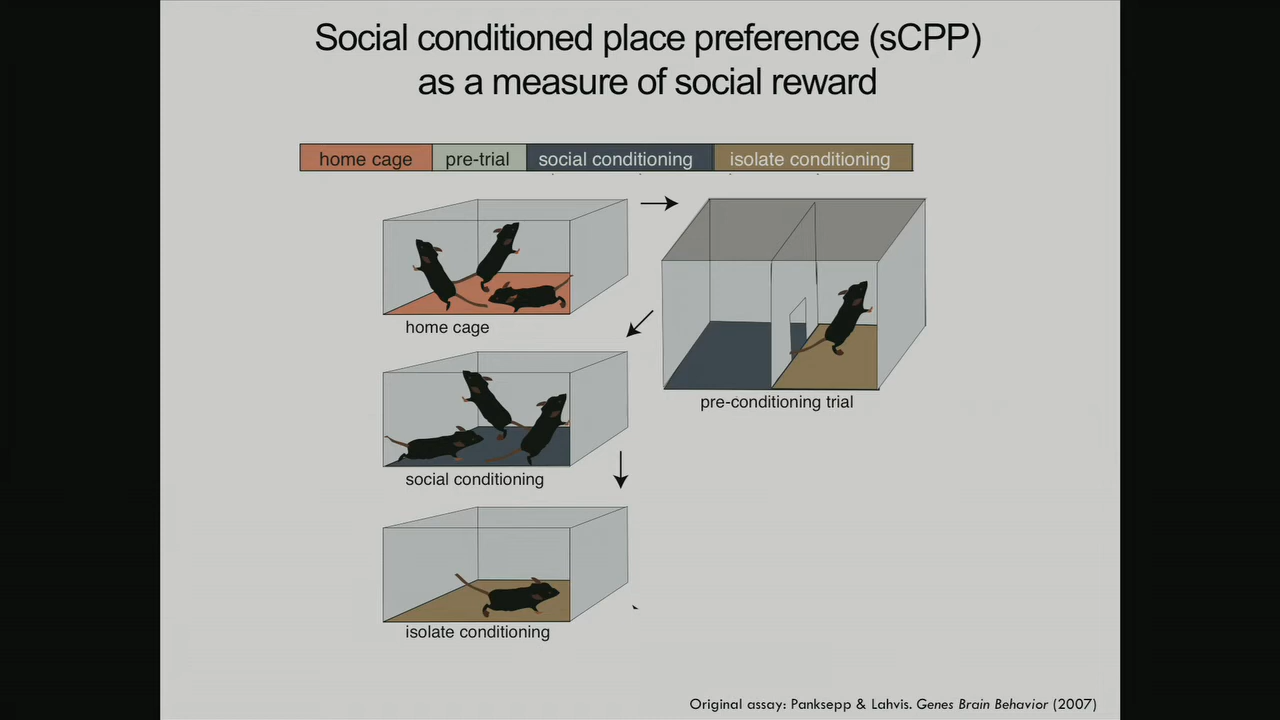 Social conditioned place preference (sCPP)
as a measure of social reward
home cage pre-trial social conditioning isolate conditioning
home cage
pre-conditioning trial
social conditioning
isolate conditioning
Original assay: Panksepp & Lahvis. Genes Brain Behavior (2007)